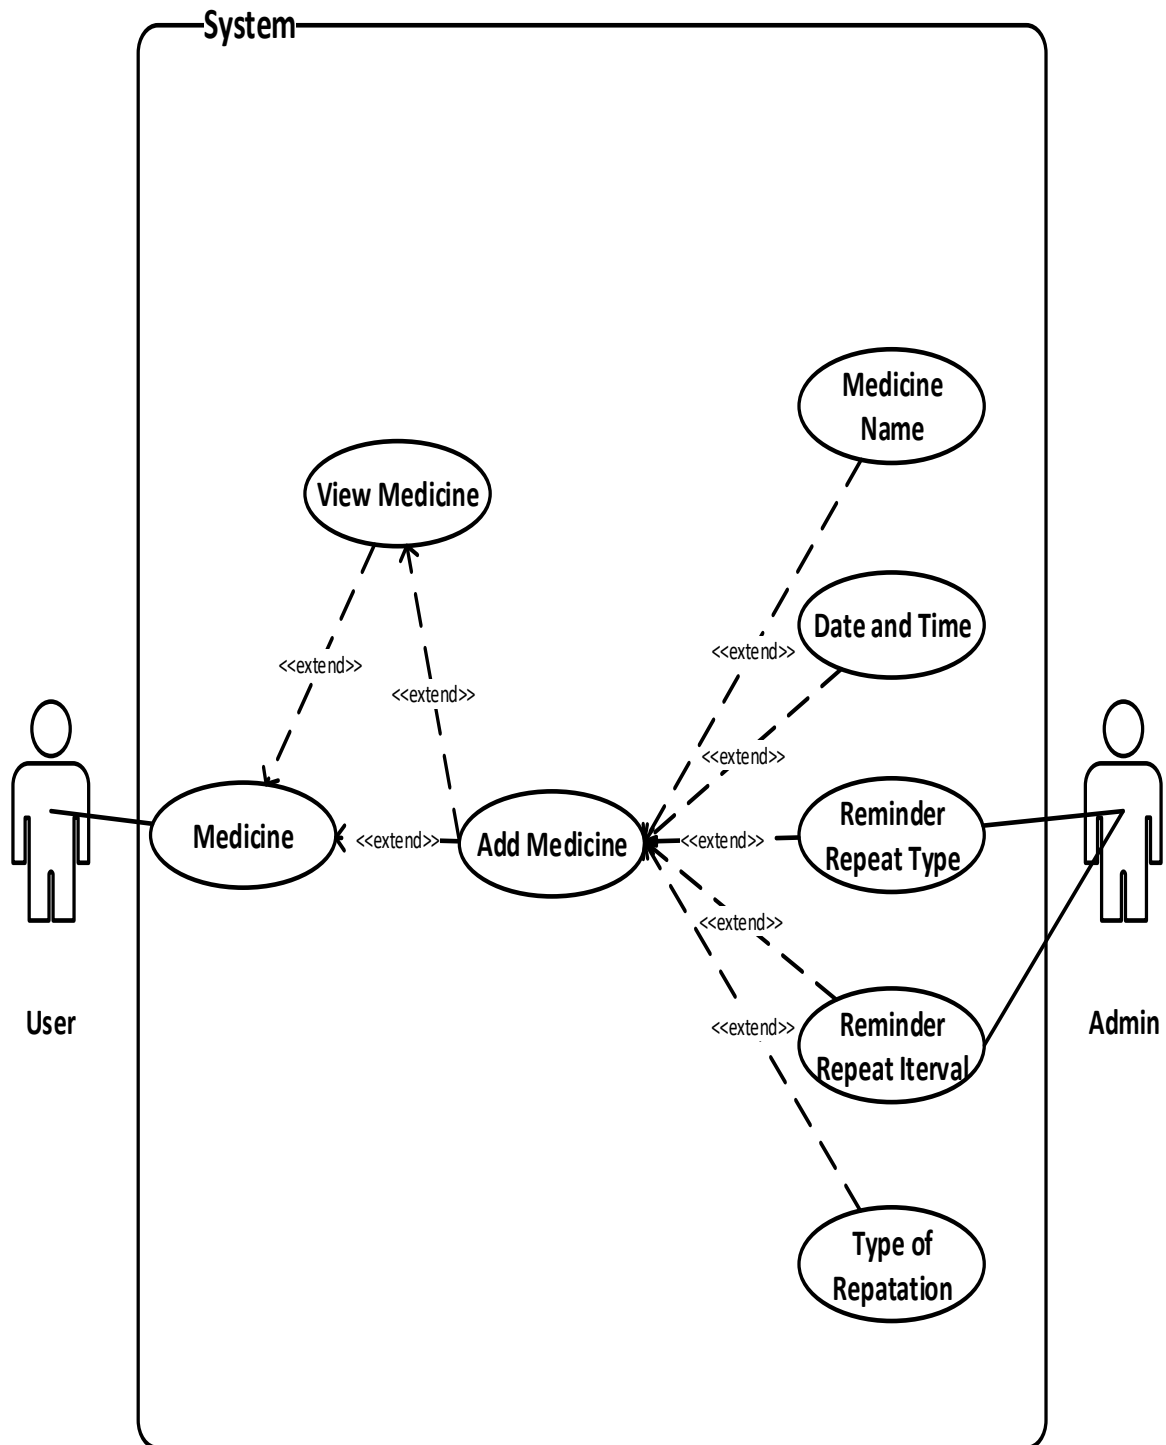 System
Medicine
Name
View Medicine
Date and Time
<<extend>>
<<extend>>
<<extend>>
<<extend>>
Reminder
Repeat Type
Medicine
<<extend>>
Add Medicine
<<extend>>
<<extend>>
User
Reminder
Repeat Iterval
<<extend>>
Admin
Type of
Repatation